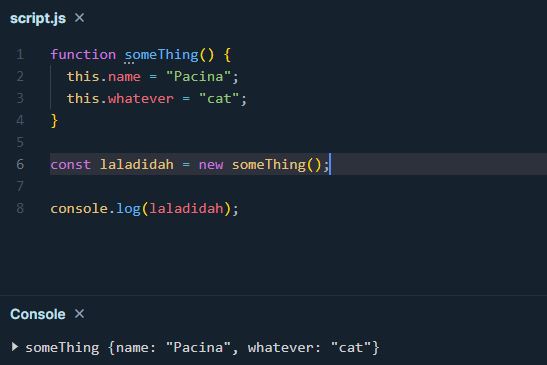 script.js ×
1 function someThing() {
2   this.name = "Pacina";
3   this.whatever = "cat";
4 }
5
6 const laladidah = new someThing();
7
8 console.log(laladidah);
Console ×
▶ someThing {name: "Pacina", whatever: "cat"}